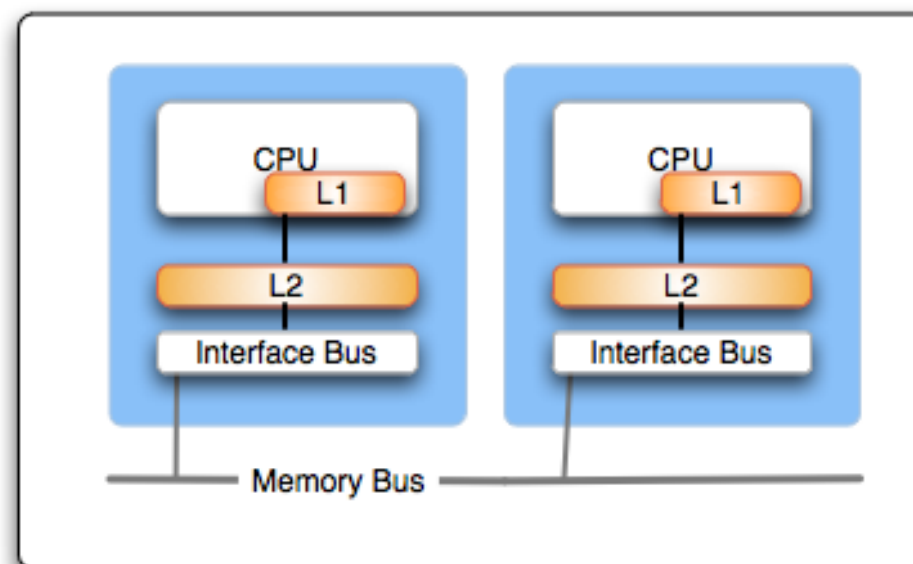 CPU
L1
L2
Interface Bus
CPU
L1
L2
Interface Bus
Memory Bus